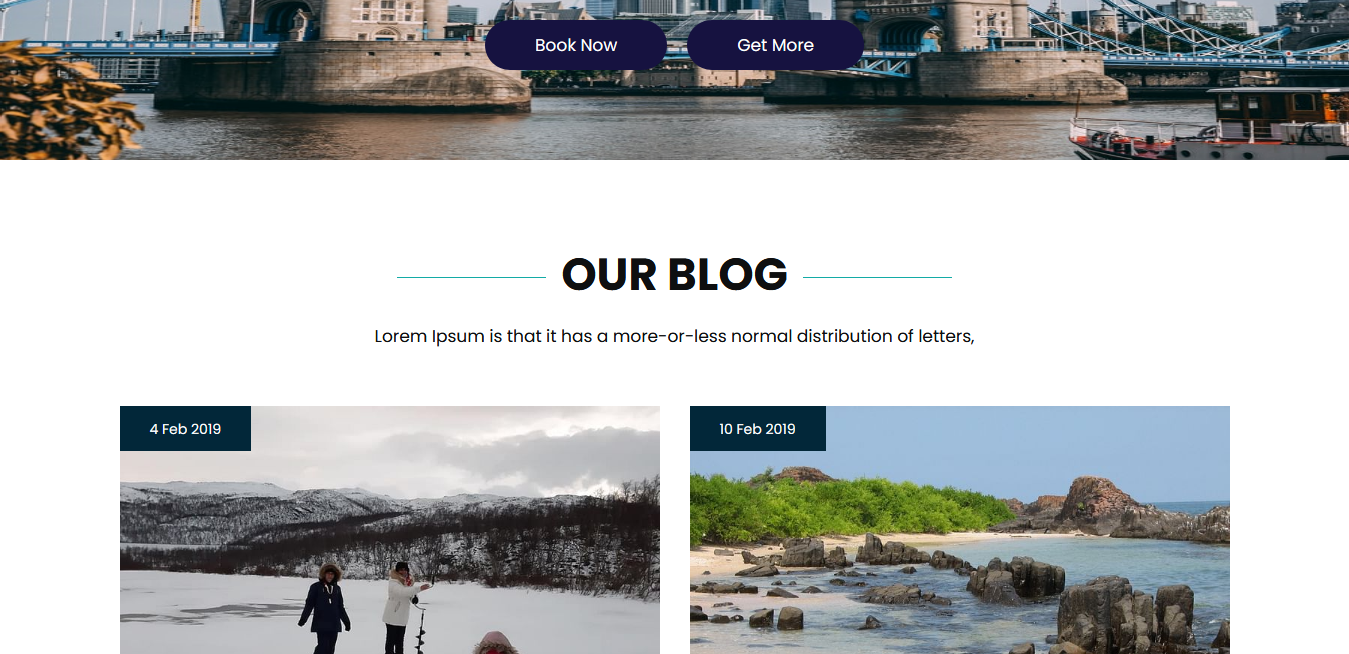 Book Now
Get More
OUR BLOG
Lorem Ipsum is that it has a more-or-less normal distribution of letters,
4 Feb 2019
10 Feb 2019